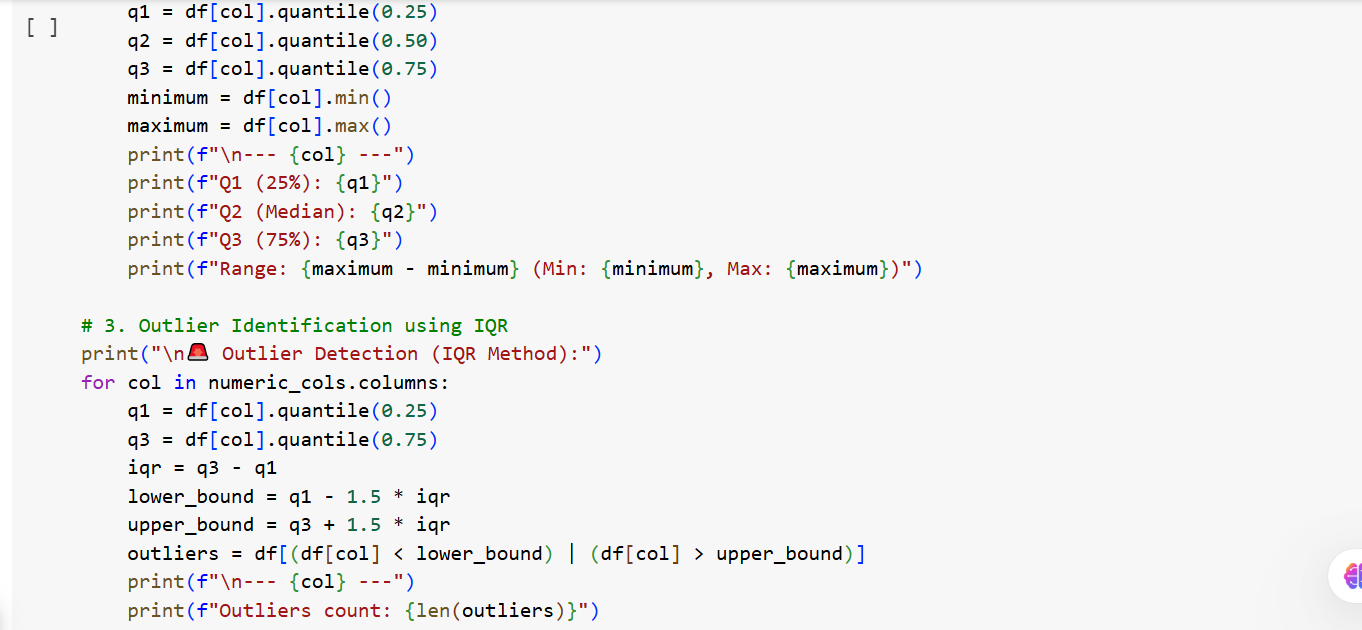 [ ]
q1 = df[col].quantile(0.25)
q2 = df[col].quantile(0.50)
q3 = df[col].quantile(0.75)
minimum = df[col].min()
maximum = df[col].max()
print(f"\n--- {col} ---")
print(f"Q1 (25%): {q1}")
print(f"Q2 (Median): {q2}")
print(f"Q3 (75%): {q3}")
print(f"Range: {maximum - minimum} (Min: {minimum}, Max: {maximum})")
# 3. Outlier Identification using IQR
print("\n🚨 Outlier Detection (IQR Method):")
for col in numeric_cols.columns:
q1 = df[col].quantile(0.25)
q3 = df[col].quantile(0.75)
iqr = q3 - q1
lower_bound = q1 - 1.5 * iqr
upper_bound = q3 + 1.5 * iqr
outliers = df[(df[col] < lower_bound) | (df[col] > upper_bound)]
print(f"\n--- {col} ---")
print(f"Outliers count: {len(outliers)}")